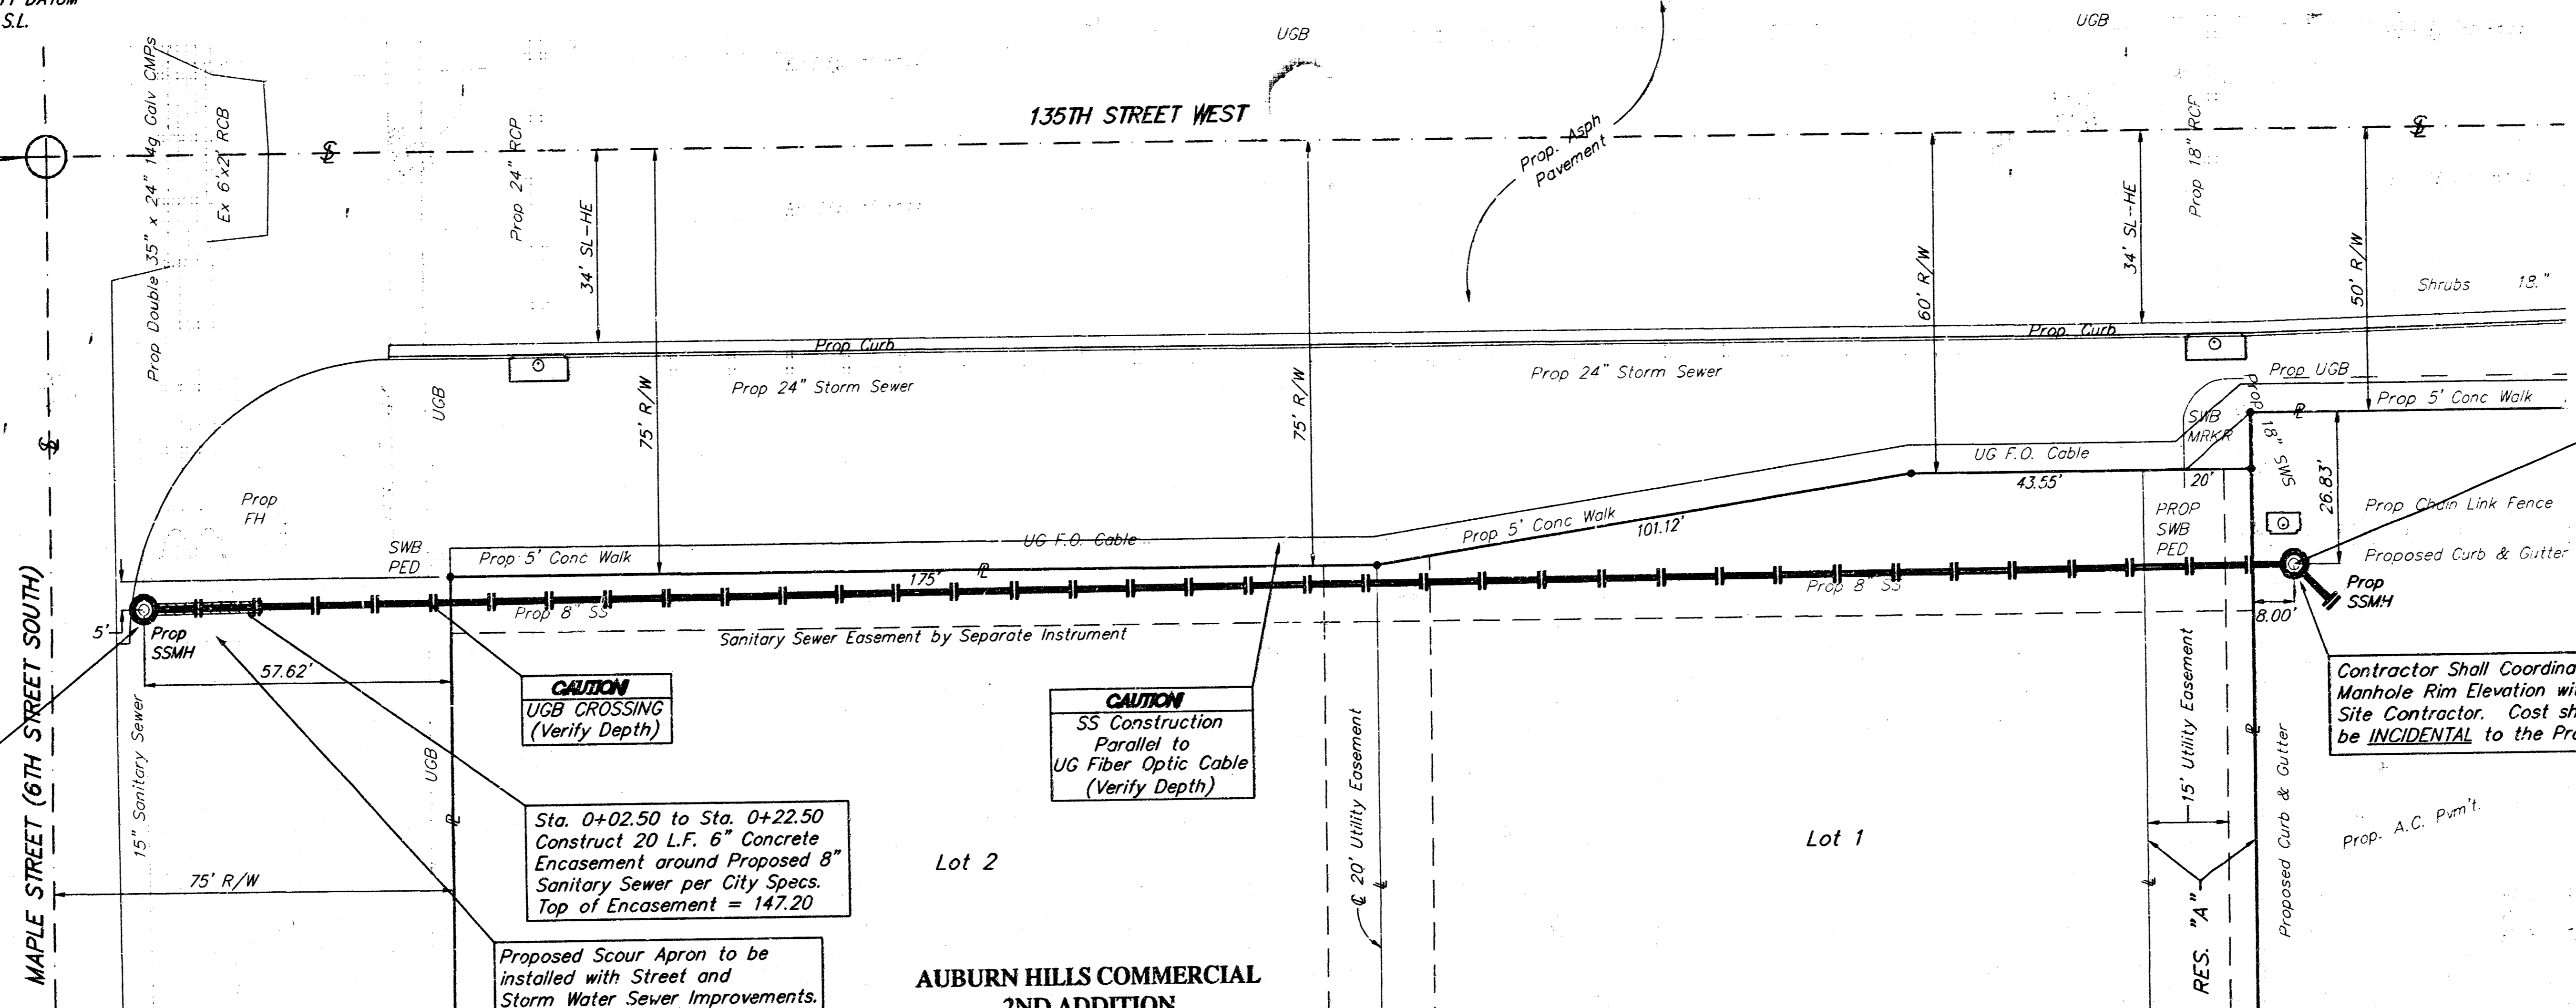 S.L.
UGB
UGB
135TH STREET WEST
Prop Double 35" x 24" 14g Galv CMPs
Ex 6'x2' RCB
Prop 24" RCP
34' SL-HE
75' R/W
75' R/W
Prop. Asph
Pavement
60' R/W
34' SL-HE
Prop 18" RCP
50' R/W
Shrubs
18."
Prop Curb
Prop Curb
Prop 24" Storm Sewer
Prop 24" Storm Sewer
Prop UGB
Prop 5' Conc Walk
UGB
SWB
MRKR
Prop 18" SWS
UG F.O. Cable
43.55'
20'
26.83'
Prop
FH
Prop 5' Conc Walk
101.12'
PROP
SWB
PED
Prop Chain Link Fence
Proposed Curb & Gutter
SWB
PED
Prop 5' Conc Walk
UG F.O. Cable
175'
Prop 8" SS
Prop 8" SS
Prop
SSMH
8.00'
5'
Prop
SSMH
57.62'
Sanitary Sewer Easement by Separate Instrument
CAUTION!
UGB CROSSING
(Verify Depth)
CAUTION!
SS Construction
Parallel to
UG Fiber Optic Cable
(Verify Depth)
Contractor Shall Coordina
Manhole Rim Elevation wi
Site Contractor. Cost sh
be INCIDENTAL to the Pr
MAPLE STREET (6TH STREET SOUTH)
15" Sanitary Sewer
UGB
75' R/W
Sta. 0+02.50 to Sta. 0+22.50
Construct 20 L.F. 6" Concrete
Encasement around Proposed 8"
Sanitary Sewer per City Specs.
Top of Encasement = 147.20
Lot 2
℄ 20' Utility Easement
Lot 1
15' Utility Easement
Proposed Curb & Gutter
Prop. A.C. Pvm't.
RES. "A"
Proposed Scour Apron to be
installed with Street and
Storm Water Sewer Improvements.
AUBURN HILLS COMMERCIAL
2ND ADDITION